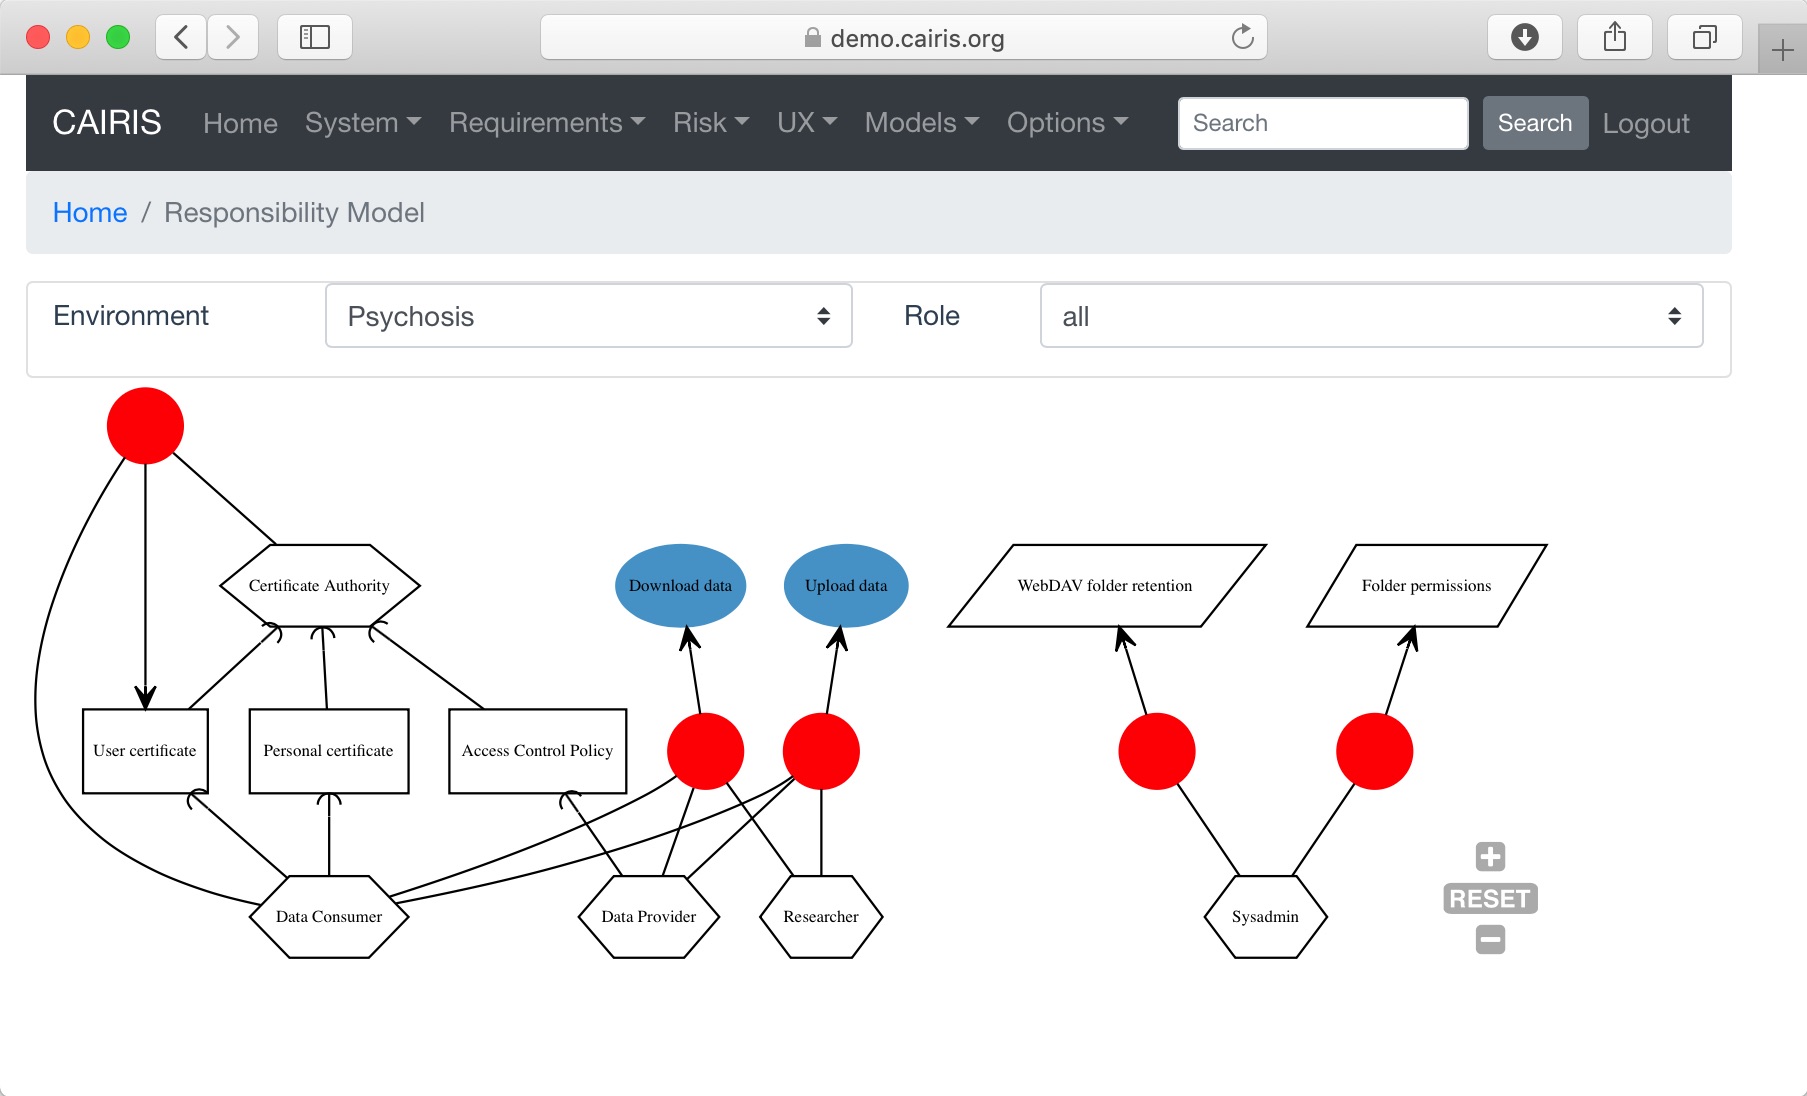 demo.cairis.org
CAIRIS Home System Requirements Risk UX Models Options Search Search Logout
Home / Responsibility Model
Environment Psychosis Role all
Certificate Authority Download data Upload data WebDAV folder retention Folder permissions
User certificate Personal certificate Access Control Policy
RESET
Data Consumer Data Provider Researcher Sysadmin